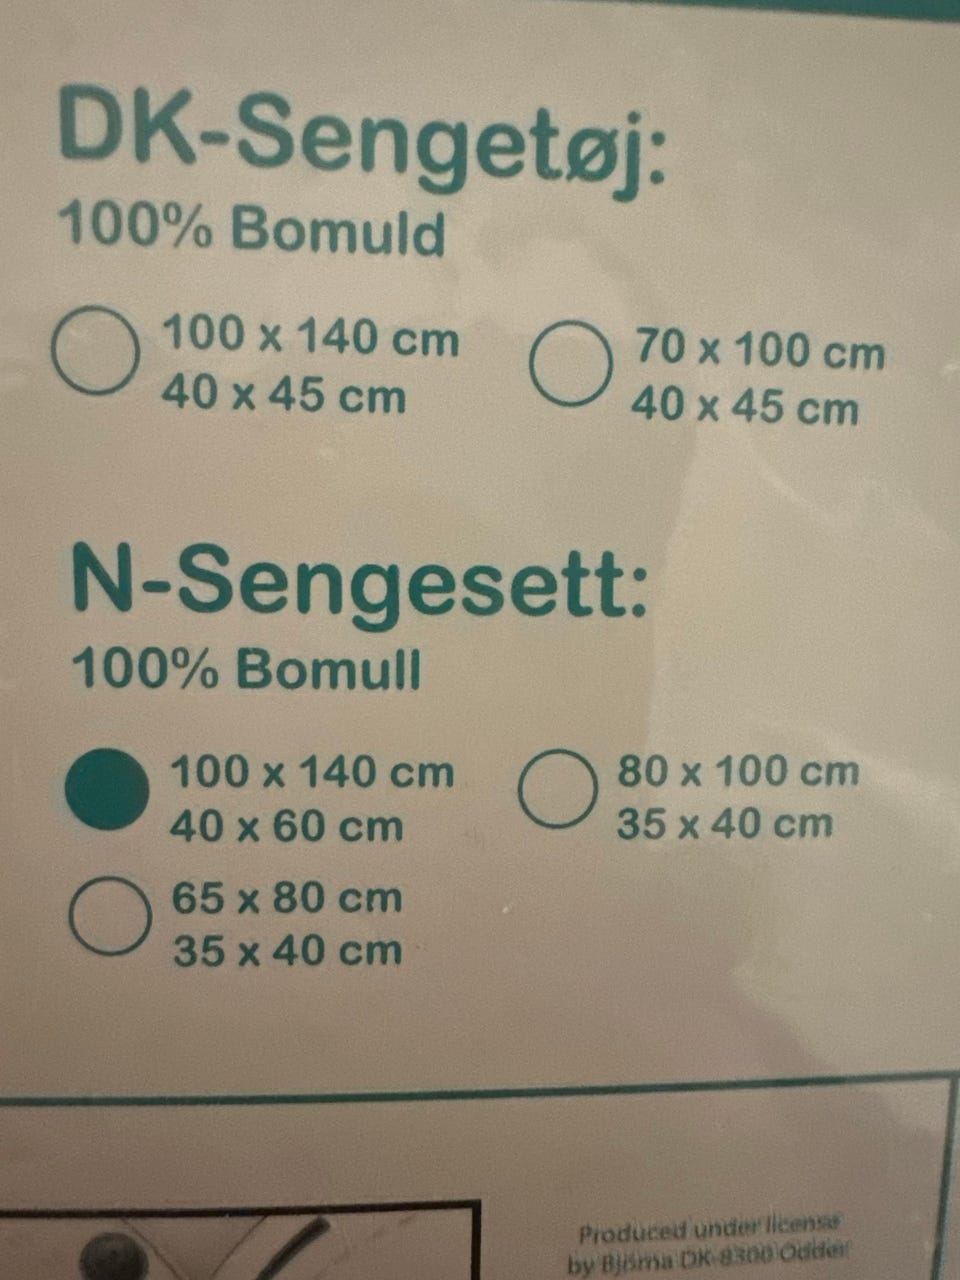 DK-Sengetøj:
100% Bomuld
100 x 140 cm
40 x 45 cm
70 x 100 cm
40 x 45 cm
N-Sengesett:
100% Bomull
100 x 140 cm
40 x 60 cm
80 x 100 cm
35 x 40 cm
65 x 80 cm
35 x 40 cm
Produced under license
by Björna DK-8300 Odder